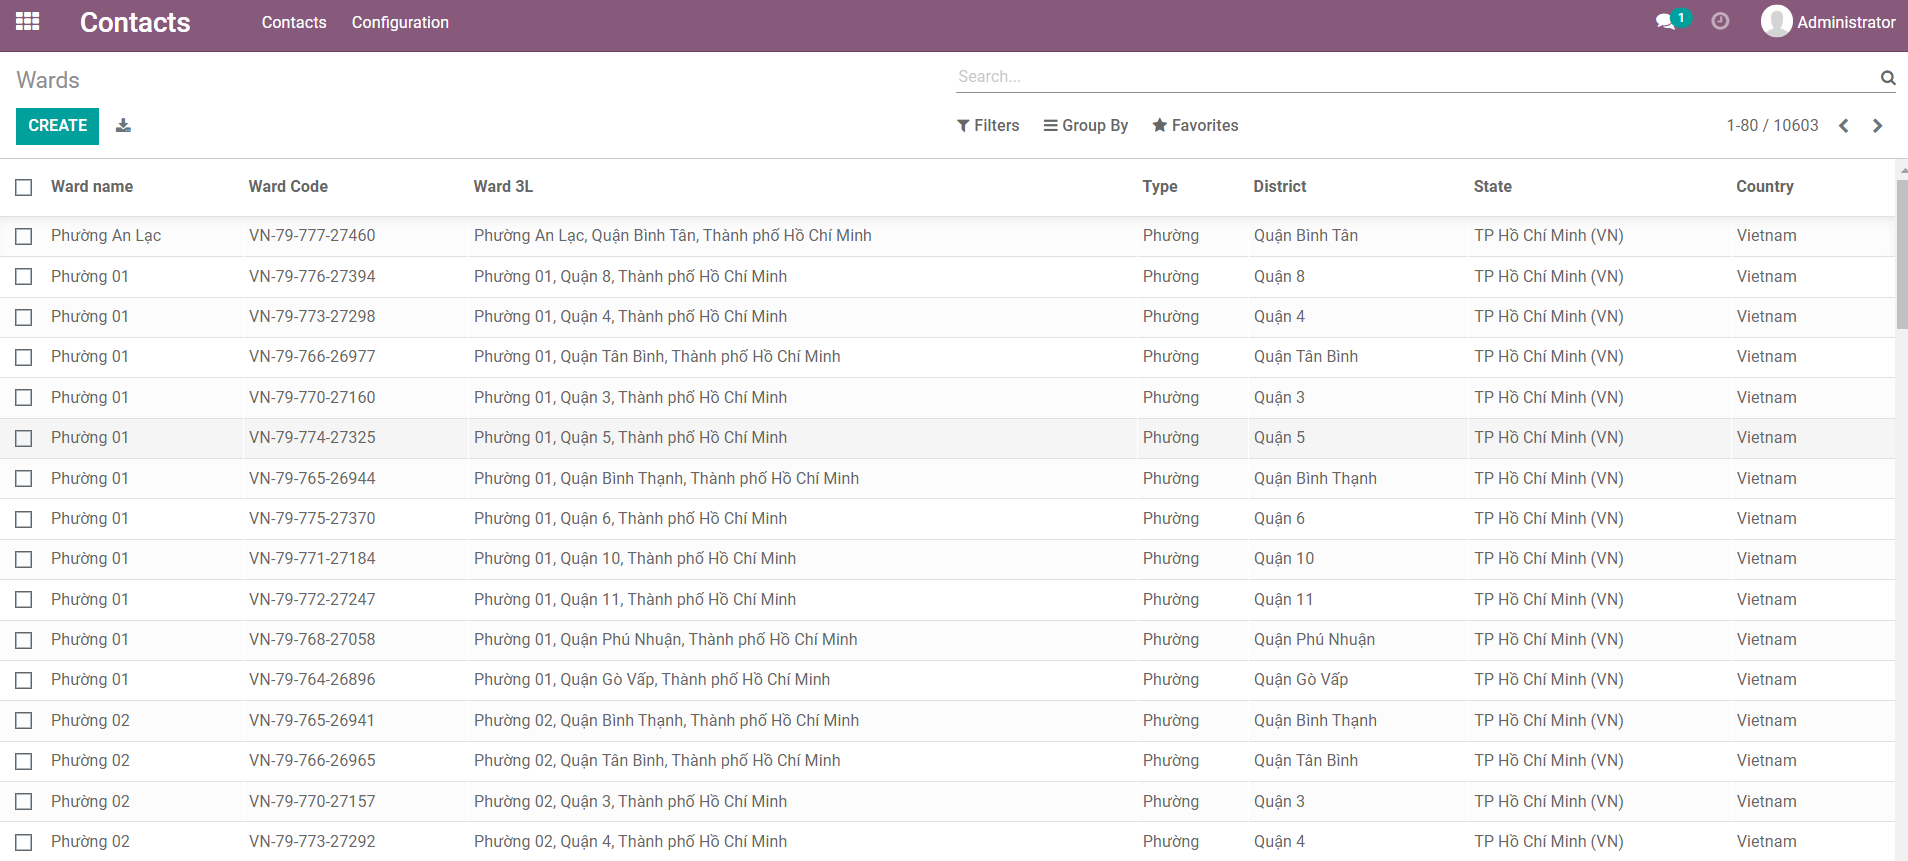 Contacts Contacts Configuration 1 Administrator
Wards Search...
CREATE Filters Group By Favorites 1-80 / 10603
Ward name Ward Code Ward 3L Type District State Country
Phường An Lạc VN-79-777-27460 Phường An Lạc, Quận Bình Tân, Thành phố Hồ Chí Minh Phường Quận Bình Tân TP Hồ Chí Minh (VN) Vietnam
Phường 01 VN-79-776-27394 Phường 01, Quận 8, Thành phố Hồ Chí Minh Phường Quận 8 TP Hồ Chí Minh (VN) Vietnam
Phường 01 VN-79-773-27298 Phường 01, Quận 4, Thành phố Hồ Chí Minh Phường Quận 4 TP Hồ Chí Minh (VN) Vietnam
Phường 01 VN-79-766-26977 Phường 01, Quận Tân Bình, Thành phố Hồ Chí Minh Phường Quận Tân Bình TP Hồ Chí Minh (VN) Vietnam
Phường 01 VN-79-770-27160 Phường 01, Quận 3, Thành phố Hồ Chí Minh Phường Quận 3 TP Hồ Chí Minh (VN) Vietnam
Phường 01 VN-79-774-27325 Phường 01, Quận 5, Thành phố Hồ Chí Minh Phường Quận 5 TP Hồ Chí Minh (VN) Vietnam
Phường 01 VN-79-765-26944 Phường 01, Quận Bình Thạnh, Thành phố Hồ Chí Minh Phường Quận Bình Thạnh TP Hồ Chí Minh (VN) Vietnam
Phường 01 VN-79-775-27370 Phường 01, Quận 6, Thành phố Hồ Chí Minh Phường Quận 6 TP Hồ Chí Minh (VN) Vietnam
Phường 01 VN-79-771-27184 Phường 01, Quận 10, Thành phố Hồ Chí Minh Phường Quận 10 TP Hồ Chí Minh (VN) Vietnam
Phường 01 VN-79-772-27247 Phường 01, Quận 11, Thành phố Hồ Chí Minh Phường Quận 11 TP Hồ Chí Minh (VN) Vietnam
Phường 01 VN-79-768-27058 Phường 01, Quận Phú Nhuận, Thành phố Hồ Chí Minh Phường Quận Phú Nhuận TP Hồ Chí Minh (VN) Vietnam
Phường 01 VN-79-764-26896 Phường 01, Quận Gò Vấp, Thành phố Hồ Chí Minh Phường Quận Gò Vấp TP Hồ Chí Minh (VN) Vietnam
Phường 02 VN-79-765-26941 Phường 02, Quận Bình Thạnh, Thành phố Hồ Chí Minh Phường Quận Bình Thạnh TP Hồ Chí Minh (VN) Vietnam
Phường 02 VN-79-766-26965 Phường 02, Quận Tân Bình, Thành phố Hồ Chí Minh Phường Quận Tân Bình TP Hồ Chí Minh (VN) Vietnam
Phường 02 VN-79-770-27157 Phường 02, Quận 3, Thành phố Hồ Chí Minh Phường Quận 3 TP Hồ Chí Minh (VN) Vietnam
Phường 02 VN-79-773-27292 Phường 02, Quận 4, Thành phố Hồ Chí Minh Phường Quận 4 TP Hồ Chí Minh (VN) Vietnam